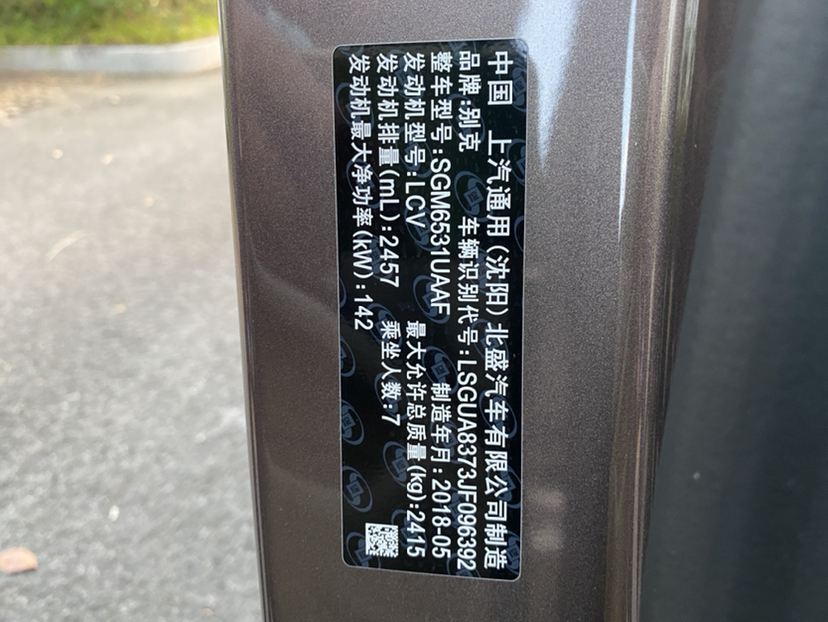 中国 上汽通用(沈阳)北盛汽车有限公司制造
品牌:别克 车辆识别代号:LSGUA8373JF096392
整车型号:SGM6531UAAF 制造年月:2018-05
发动机型号:LCV 最大允许总质量(kg):2415
发动机排量(mL):2457 乘坐人数:7
发动机最大净功率(kW):142